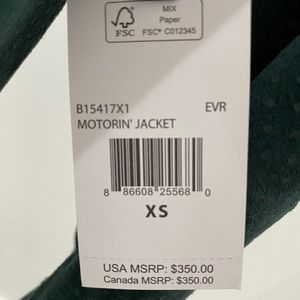 MIX
Paper
FSC
FSC® C012345
B15417X1 EVR
MOTORIN' JACKET
8 86608 25568 0
XS
USA MSRP: $350.00
Canada MSRP: $350.00